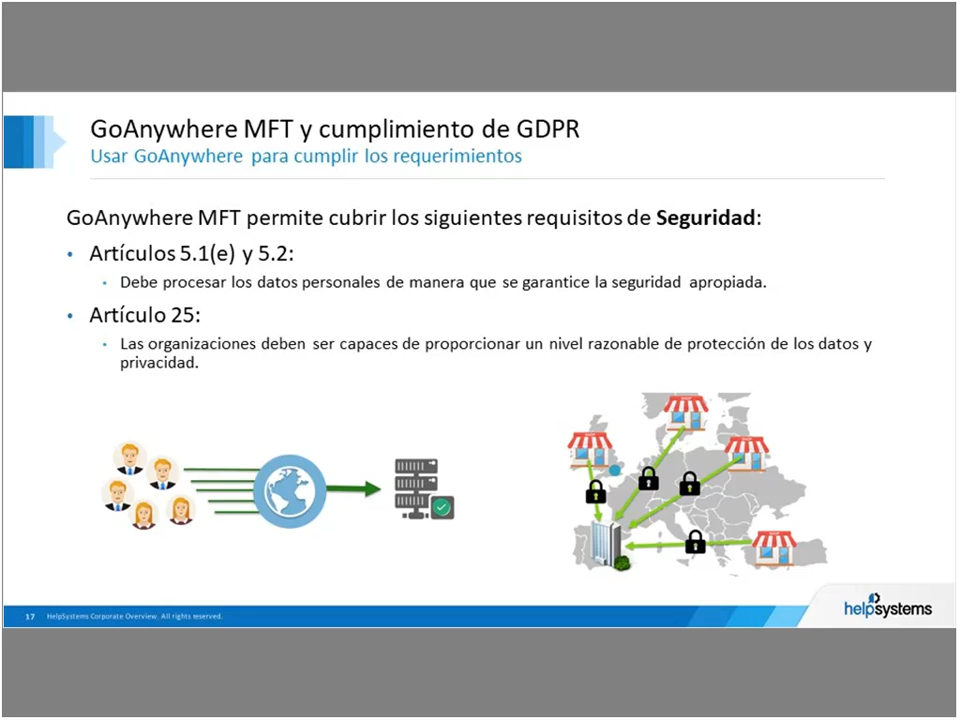 GoAnywhere MFT y cumplimiento de GDPR
Usar GoAnywhere para cumplir los requerimientos
GoAnywhere MFT permite cubrir los siguientes requisitos de Seguridad:
• Artículos 5.1(e) y 5.2:
• Debe procesar los datos personales de manera que se garantice la seguridad apropiada.
• Artículo 25:
• Las organizaciones deben ser capaces de proporcionar un nivel razonable de protección de los datos y
privacidad.
17 HelpSystems Corporate Overview. All rights reserved.
helpsystems